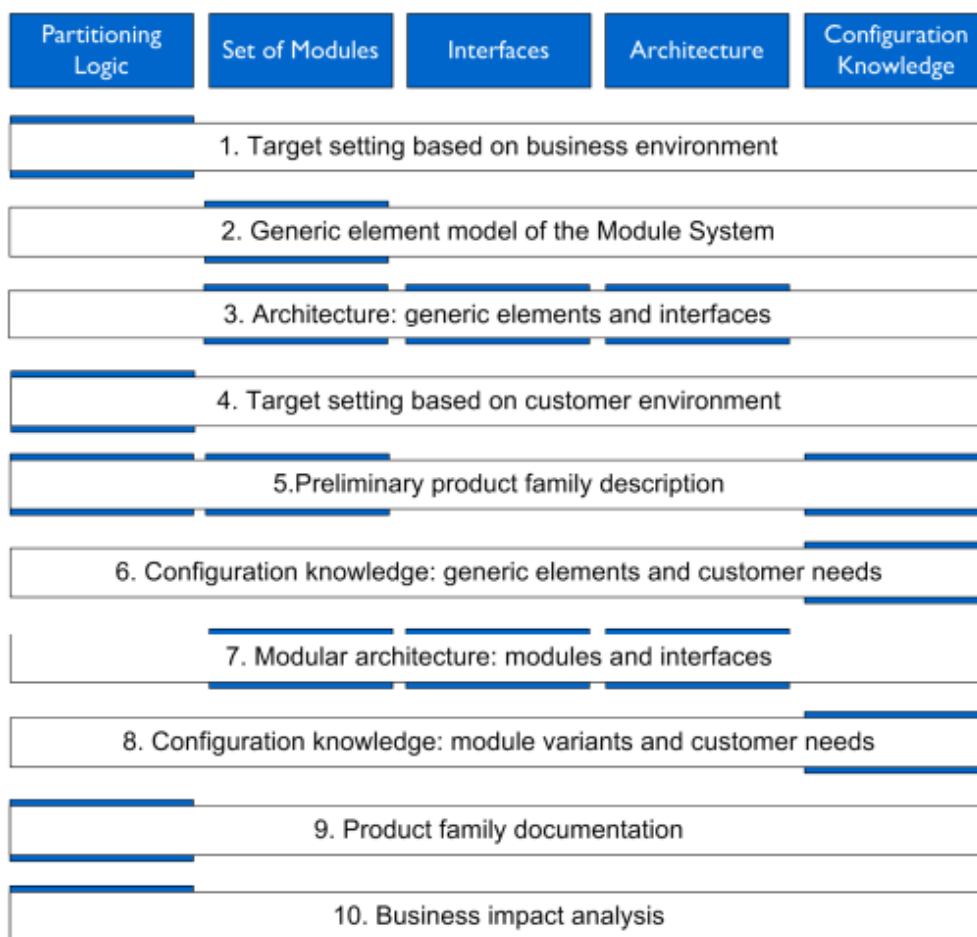 Partitioning
Logic
Set of Modules
Interfaces
Architecture
Configuration
Knowledge
1. Target setting based on business environment
2. Generic element model of the Module System
3. Architecture: generic elements and interfaces
4. Target setting based on customer environment
5.Preliminary product family description
6. Configuration knowledge: generic elements and customer needs
7. Modular architecture: modules and interfaces
8. Configuration knowledge: module variants and customer needs
9. Product family documentation
10. Business impact analysis